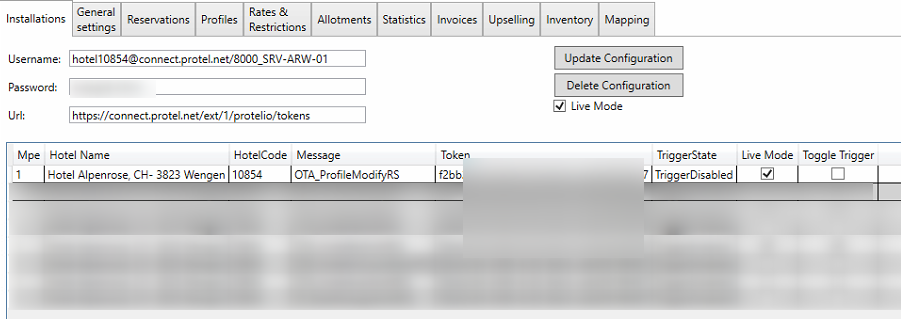 Installations General settings Reservations Profiles Rates & Restrictions Allotments Statistics Invoices Upselling Inventory Mapping
Username: hotel10854@connect.protel.net/8000_SRV-ARW-01 Update Configuration
Password: Delete Configuration
Live Mode
Url: https://connect.protel.net/ext/1/protelio/tokens
Mpe Hotel Name HotelCode Message Token TriggerState Live Mode Toggle Trigger
1 Hotel Alpenrose, CH- 3823 Wengen 10854 OTA_ProfileModifyRS f2bb 7 TriggerDisabled